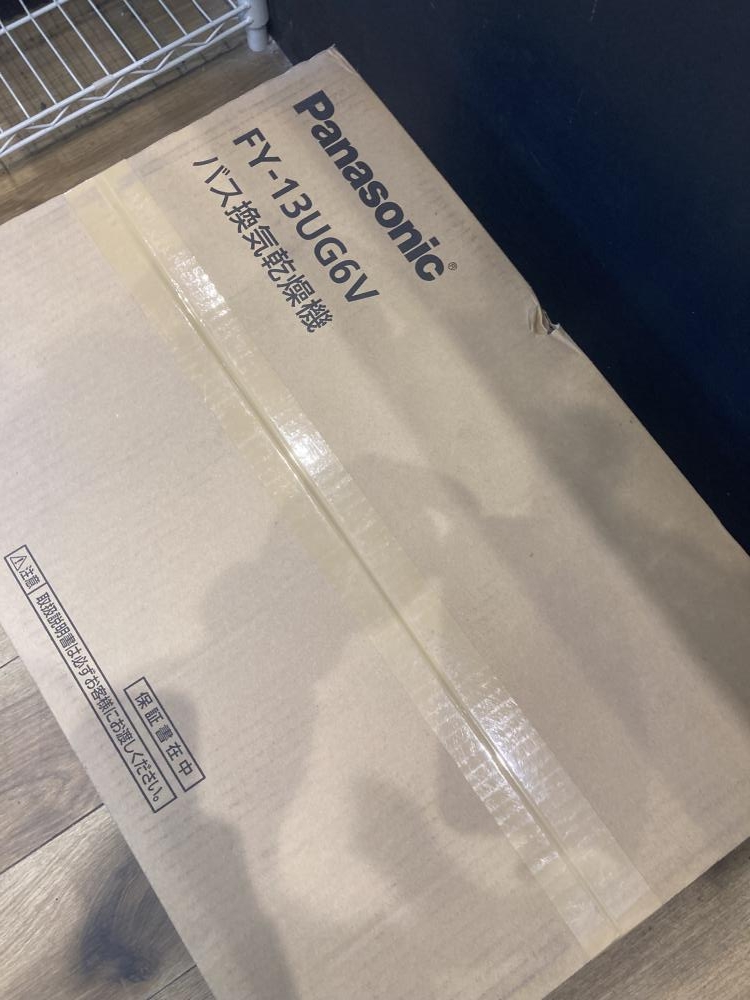 Panasonic®
FY-13UG6V
バス換気乾燥機
⚠注意 取扱説明書は必ずお客様にお渡しください。
保証書在中